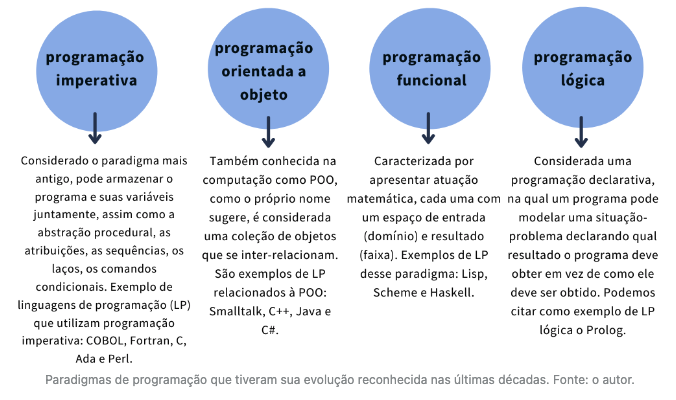 programação
imperativa
Considerado o paradigma mais
antigo, pode armazenar o
programa e suas variáveis
juntamente, assim como a
abstração procedural, as
atribuições, as sequências, os
laços, os comandos
condicionais. Exemplo de
linguagens de programação (LP)
que utilizam programação
imperativa: COBOL, Fortran, C,
Ada e Perl.
programação
orientada a
objeto
Também conhecida na
computação como POO,
como o próprio nome
sugere, é considerada
uma coleção de objetos
que se inter-relacionam.
São exemplos de LP
relacionados à POO:
Smalltalk, C++, Java e
C#.
programação
funcional
Caracterizada por
apresentar atuação
matemática, cada uma com
um espaço de entrada
(domínio) e resultado
(faixa). Exemplos de LP
desse paradigma: Lisp,
Scheme e Haskell.
programação
lógica
Considerada uma
programação declarativa,
na qual um programa pode
modelar uma situação-
problema declarando qual
resultado o programa deve
obter em vez de como ele
deve ser obtido. Podemos
citar como exemplo de LP
lógica o Prolog.
Paradigmas de programação que tiveram sua evolução reconhecida nas últimas décadas. Fonte: o autor.